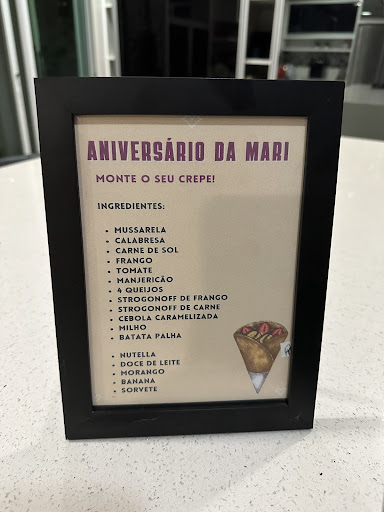 ANIVERSÁRIO DA MARI
MONTE O SEU CREPE!
INGREDIENTES:
• MUSSARELA
• CALABRESA
• CARNE DE SOL
• FRANGO
• TOMATE
• MANJERICÃO
• 4 QUEIJOS
• STROGONOFF DE FRANGO
• STROGONOFF DE CARNE
• CEBOLA CARAMELIZADA
• MILHO
• BATATA PALHA
• NUTELLA
• DOCE DE LEITE
• MORANGO
• BANANA
• SORVETE